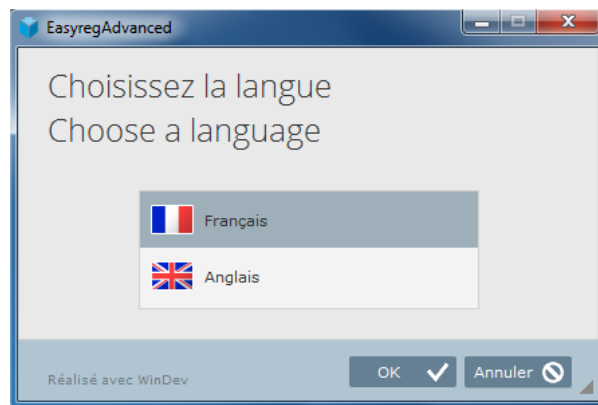 EasyregAdvanced
Choisissez la langue
Choose a language
Français
Anglais
Réalisé avec WinDev
OK
Annuler